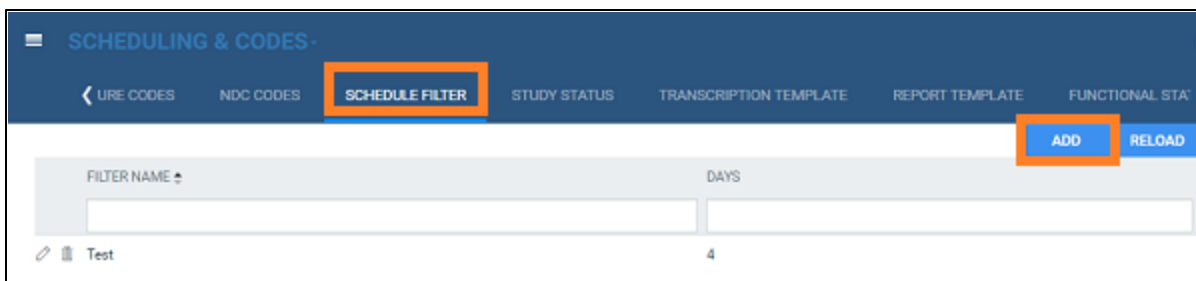 SCHEDULING & CODES
URE CODES NDC CODES SCHEDULE FILTER STUDY STATUS TRANSCRIPTION TEMPLATE REPORT TEMPLATE FUNCTIONAL STA
ADD RELOAD
FILTER NAME DAYS
Test 4